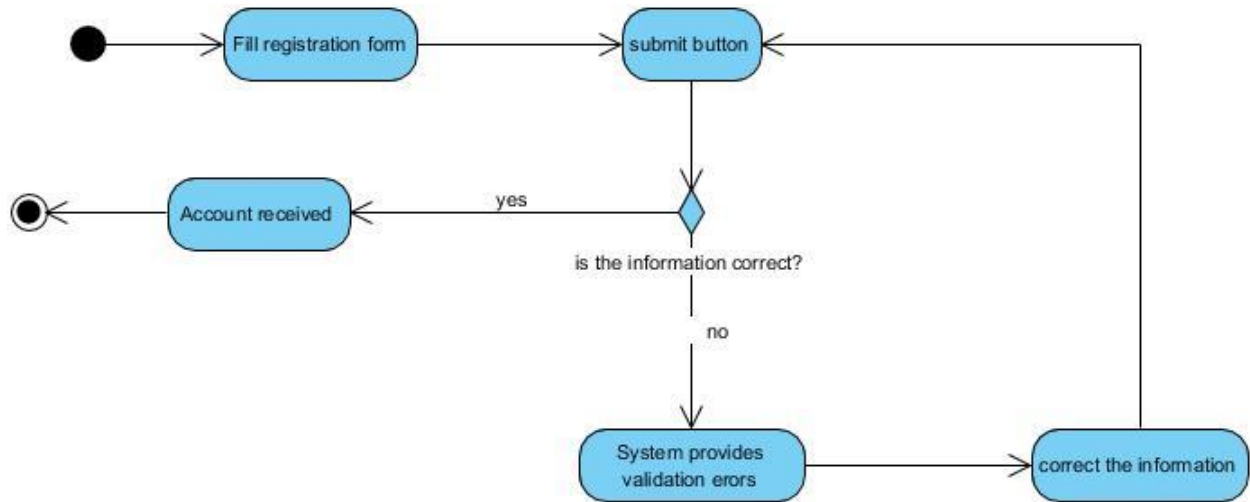 Fill registration form
submit button
Account received
yes
is the information correct?
no
System provides
validation erors
correct the information